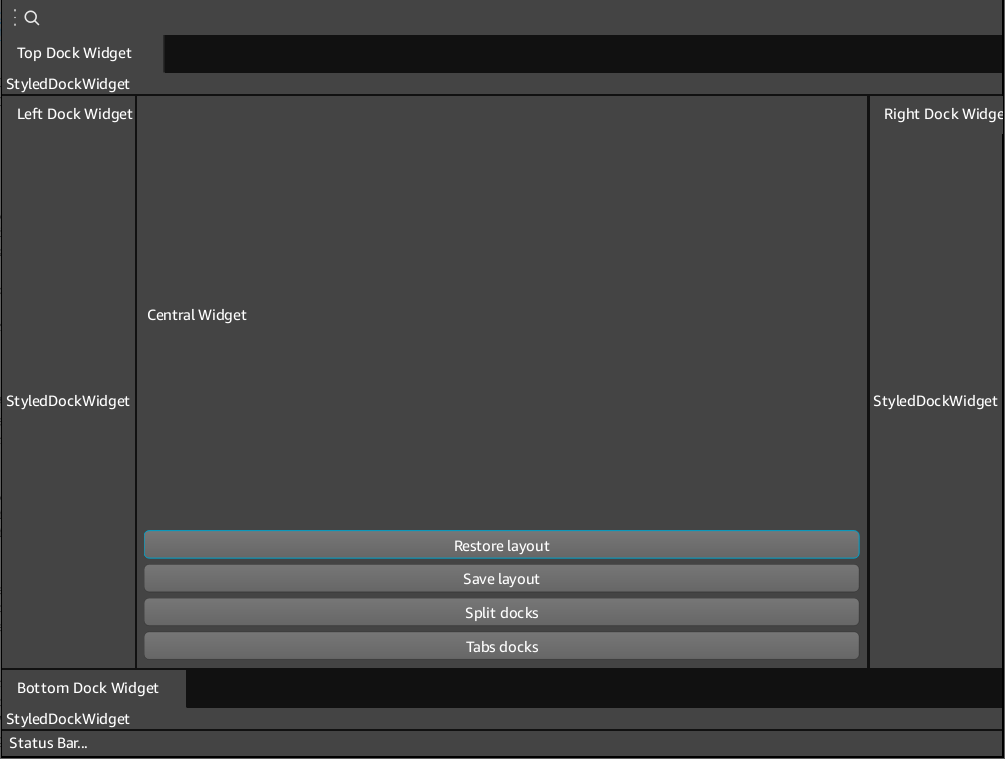 Top Dock Widget
StyledDockWidget
Left Dock Widget
Right Dock Widge
Central Widget
StyledDockWidget
StyledDockWidget
Restore layout
Save layout
Split docks
Tabs docks
Bottom Dock Widget
StyledDockWidget
Status Bar...